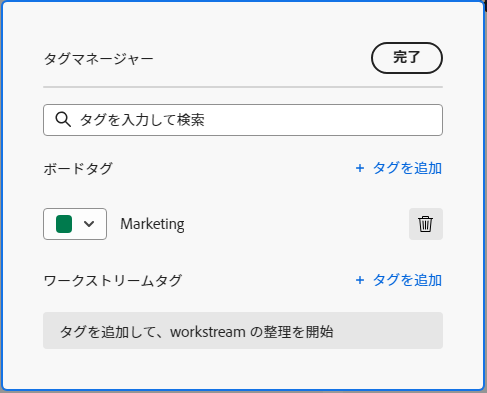 タグマネージャー
完了
タグを入力して検索
ボードタグ
+ タグを追加
Marketing
ワークストリームタグ
+ タグを追加
タグを追加して、workstream の整理を開始